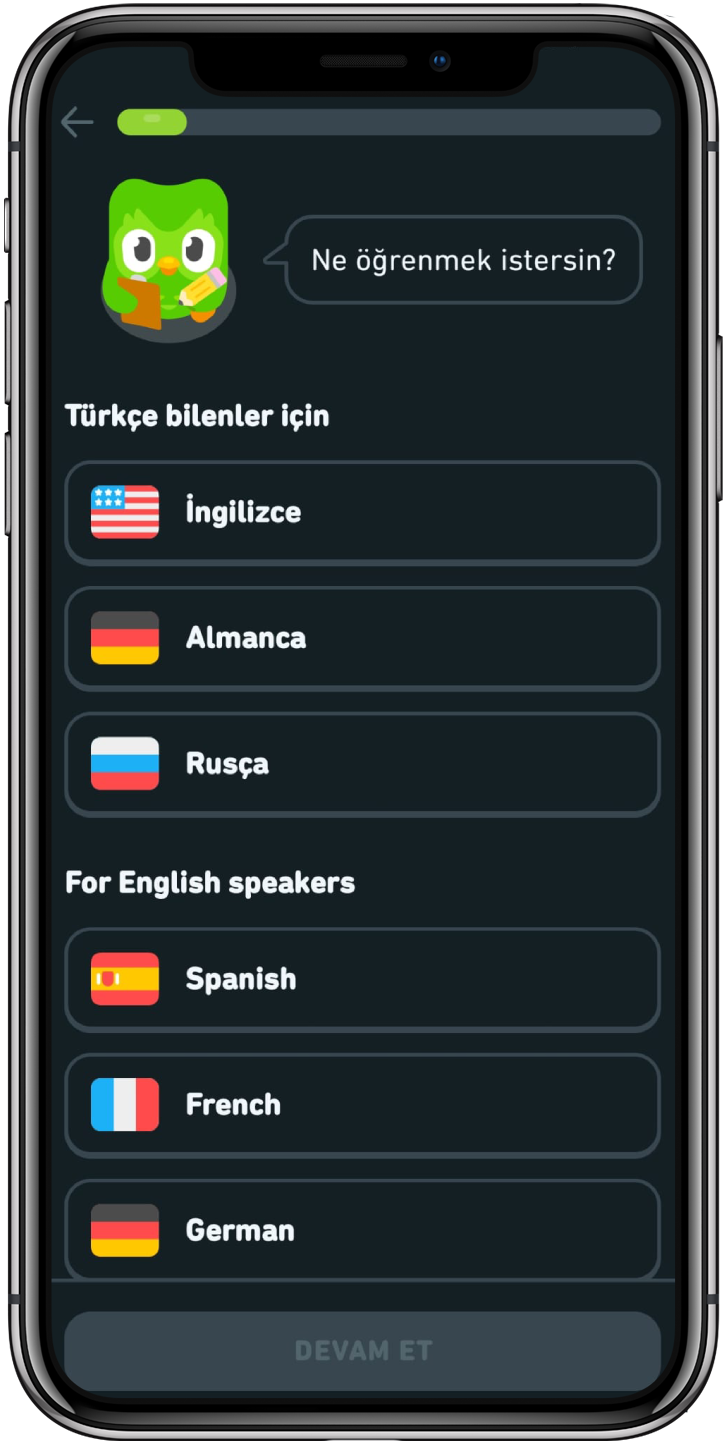 Ne öğrenmek istersin?
Türkçe bilenler için
İngilizce
Almanca
Rusça
For English speakers
Spanish
French
German
DEVAM ET